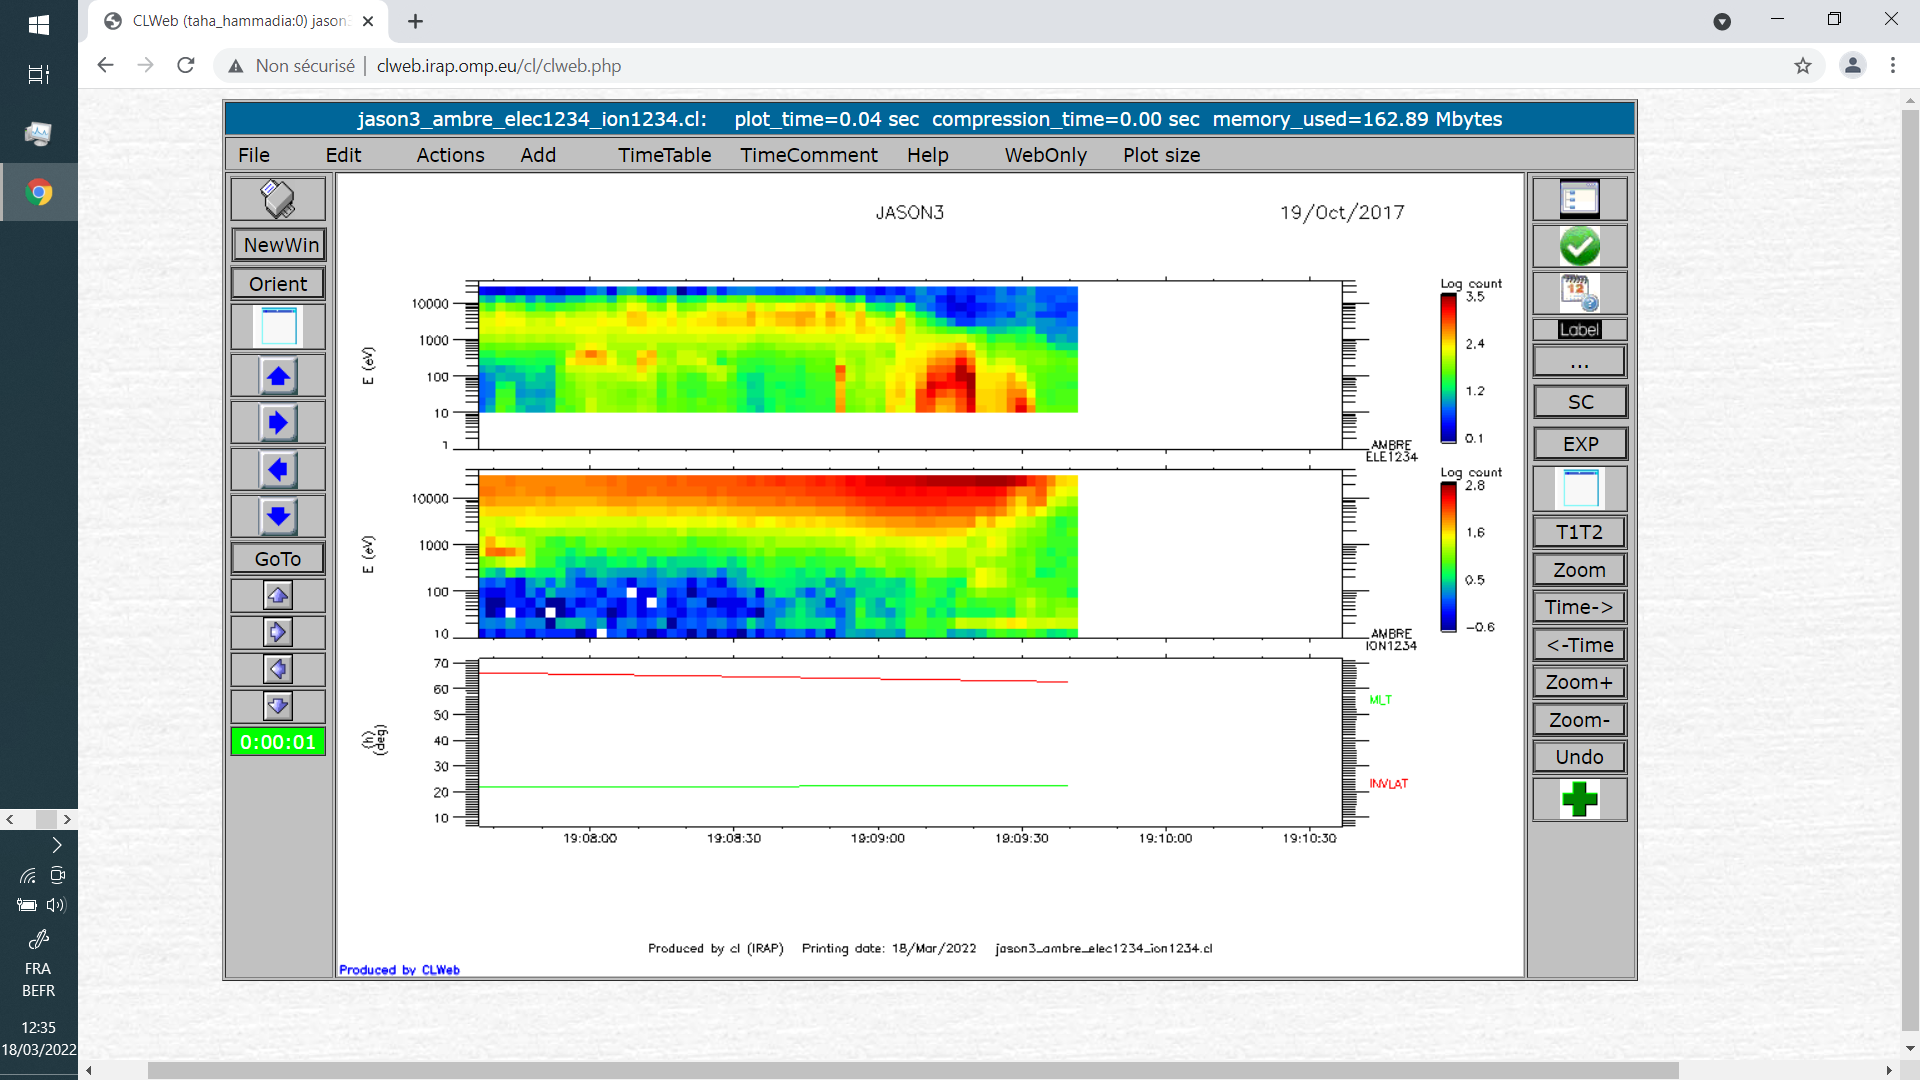 CLWeb (taha_hammadia:0) jason3
Non sécurisé | clweb.irap.omp.eu/cl/clweb.php
jason3_ambre_elec1234_ion1234.cl: plot_time=0.04 sec compression_time=0.00 sec memory_used=162.89 Mbytes
File Edit Actions Add TimeTable TimeComment Help WebOnly Plot size
NewWin
Orient
GoTo
0:00:01
JASON3 19/Oct/2017
Log count
3.5
2.4
1.2
0.1
E (eV)
10000
1000
100
10
1
AMBRE
ELE1234
Log count
2.8
1.6
0.5
-0.6
E (eV)
10000
1000
100
10
AMBRE
ION1234
(h)
(deg)
70
60
50
40
30
20
10
MLT
INVLAT
19:08:00 19:08:30 19:09:00 19:09:30 19:10:00 19:10:30
Produced by cl (IRAP) Printing date: 18/Mar/2022 jason3_ambre_elec1234_ion1234.cl
Produced by CLWeb
12
Label
...
SC
EXP
T1T2
Zoom
Time->
<-Time
Zoom+
Zoom-
Undo
FRA
BEFR
12:35
18/03/2022